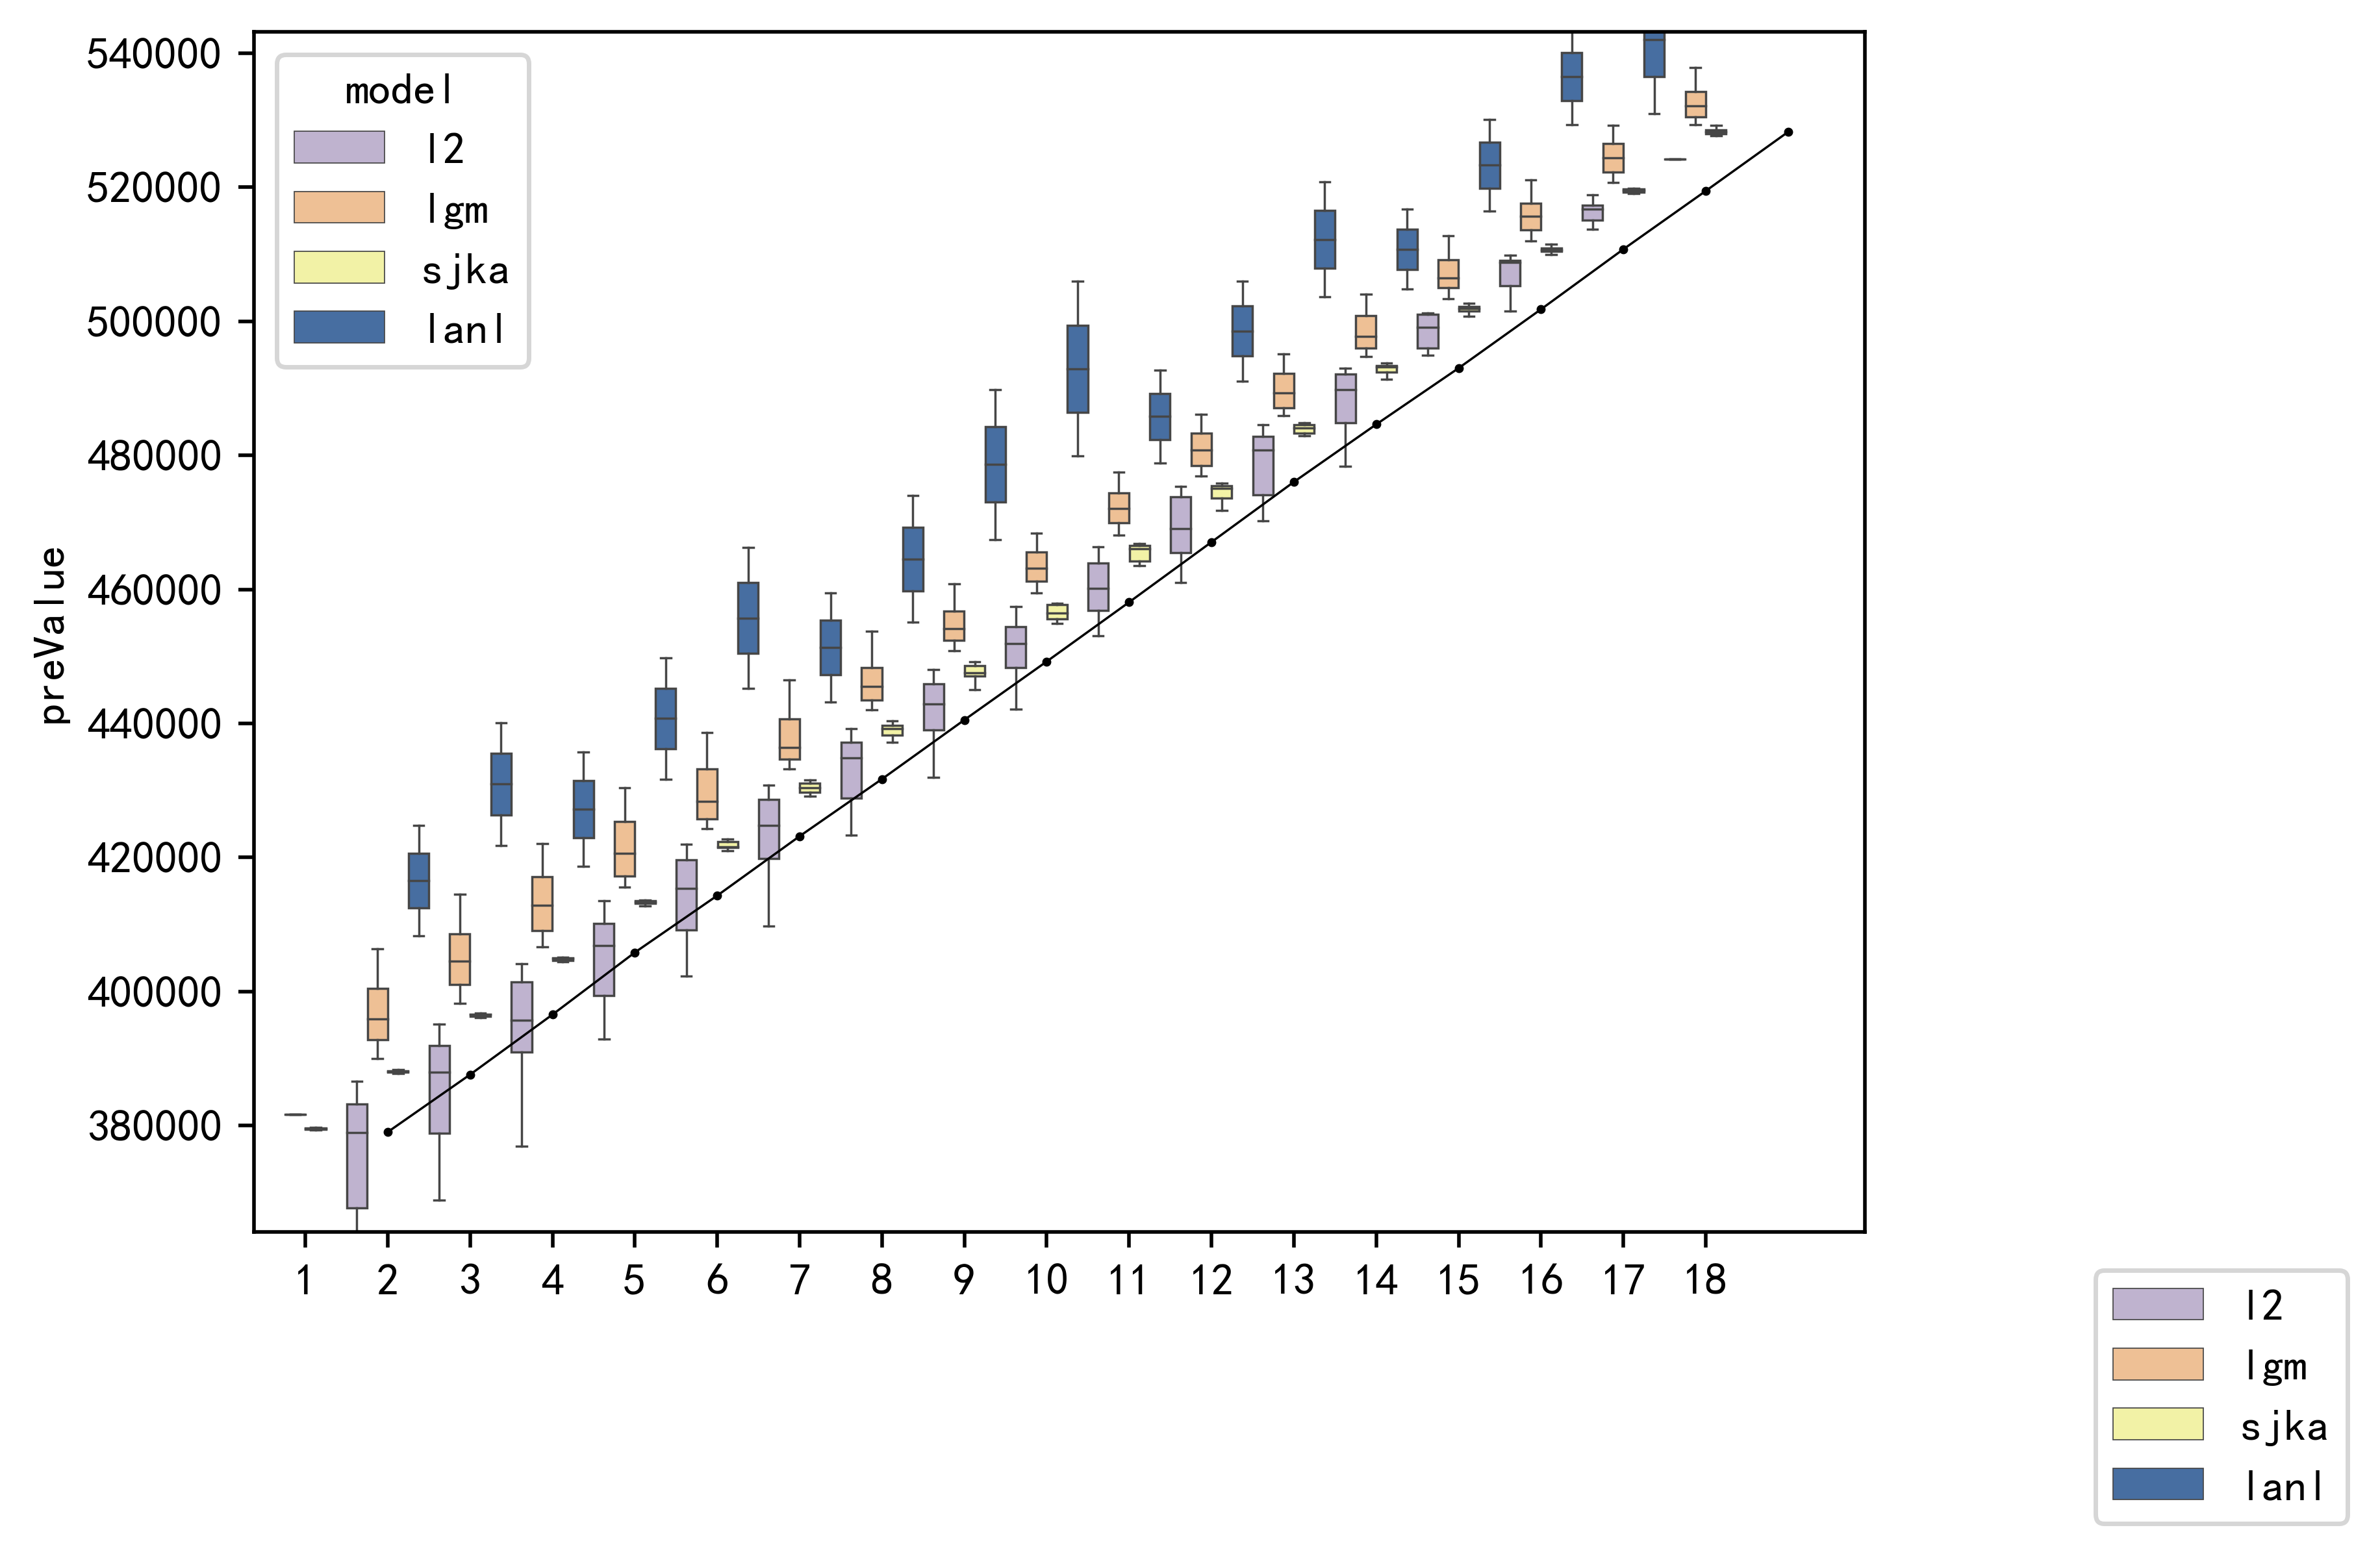 preValue
540000
520000
500000
480000
460000
440000
420000
400000
380000
model
l2
lgm
sjka
lanl
1 2 3 4 5 6 7 8 9 10 11 12 13 14 15 16 17 18
l2
lgm
sjka
lanl